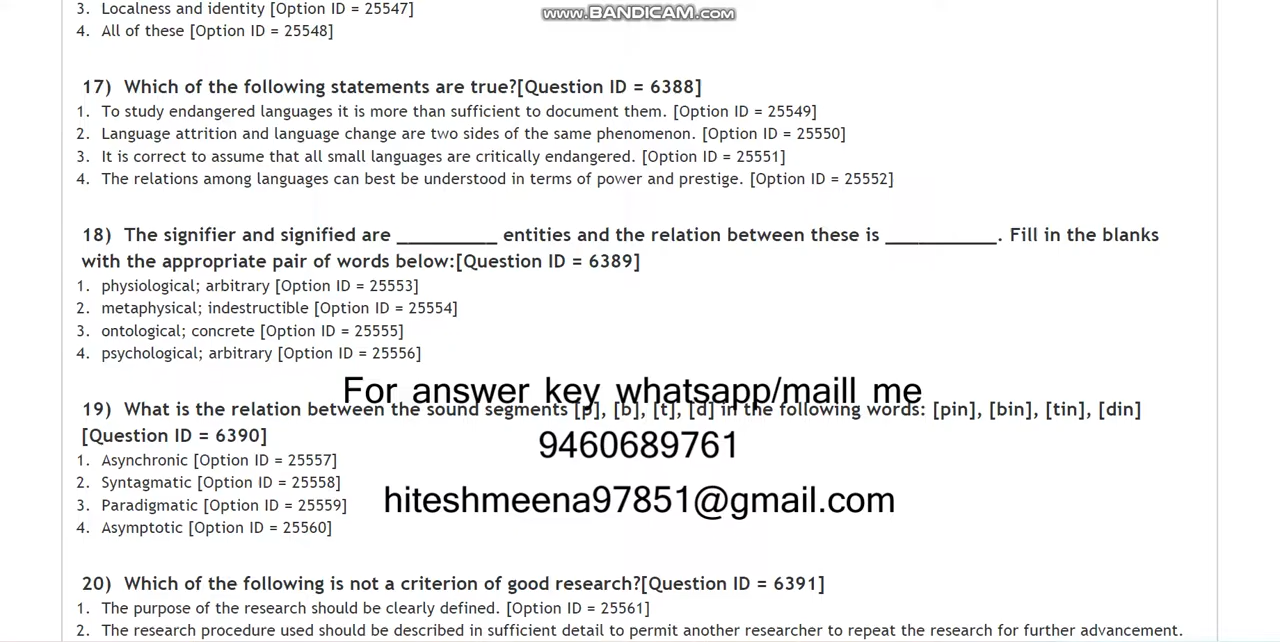 3. Localness and identity [Option ID = 25547]
www.BANDICAM.com
4. All of these [Option ID = 25548]
17) Which of the following statements are true?[Question ID = 6388]
1. To study endangered languages it is more than sufficient to document them. [Option ID = 25549]
2. Language attrition and language change are two sides of the same phenomenon. [Option ID = 25550]
3. It is correct to assume that all small languages are critically endangered. [Option ID = 25551]
4. The relations among languages can best be understood in terms of power and prestige. [Option ID = 25552]
18) The signifier and signified are _________ entities and the relation between these is __________. Fill in the blanks
with the appropriate pair of words below:[Question ID = 6389]
1. physiological; arbitrary [Option ID = 25553]
2. metaphysical; indestructible [Option ID = 25554]
3. ontological; concrete [Option ID = 25555]
4. psychological; arbitrary [Option ID = 25556]
For answer key whatsapp/maill me
19) What is the relation between the sound segments [p], [b], [t], [d] in the following words: [pin], [bin], [tin], [din]
[Question ID = 6390]
9460689761
1. Asynchronic [Option ID = 25557]
2. Syntagmatic [Option ID = 25558]
3. Paradigmatic [Option ID = 25559]
hiteshmeena97851@gmail.com
4. Asymptotic [Option ID = 25560]
20) Which of the following is not a criterion of good research?[Question ID = 6391]
1. The purpose of the research should be clearly defined. [Option ID = 25561]
2. The research procedure used should be described in sufficient detail to permit another researcher to repeat the research for further advancement.